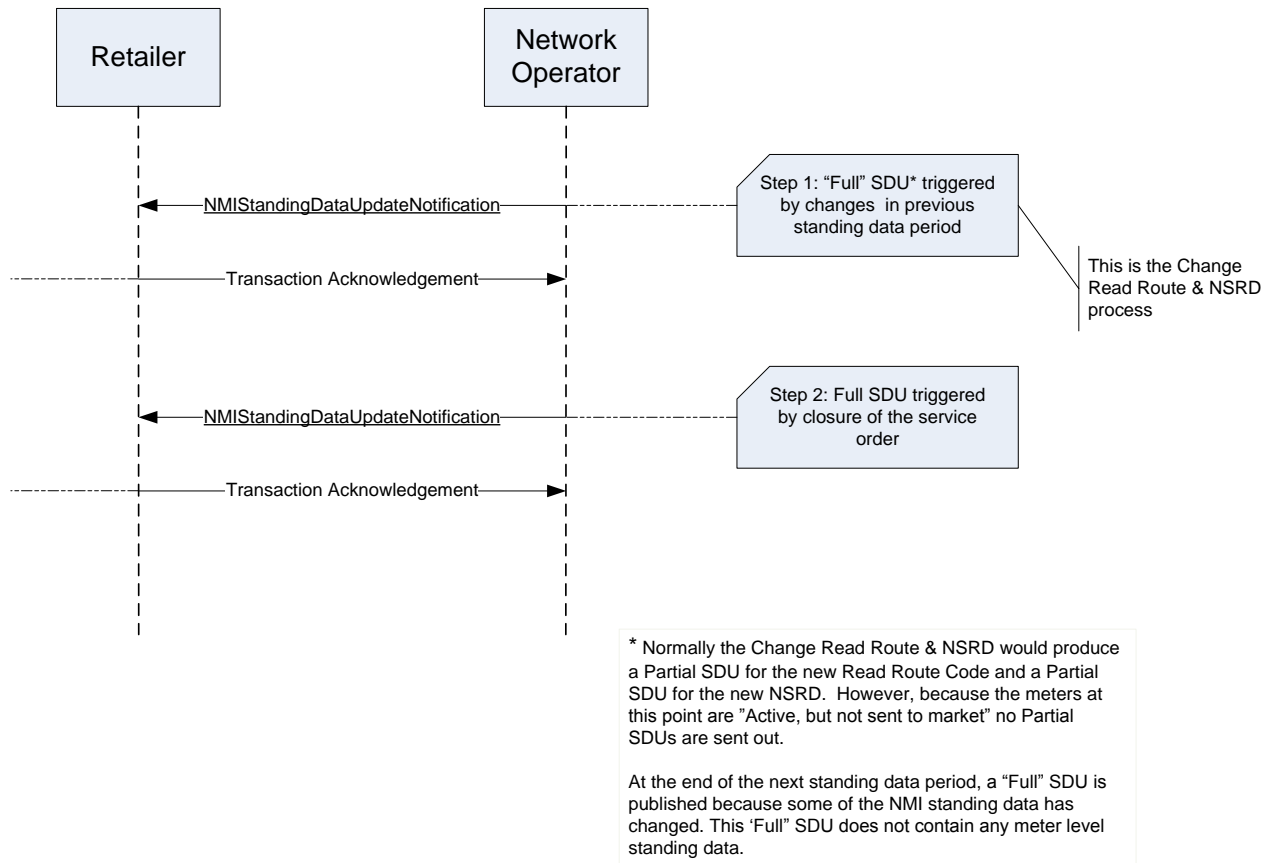 Retailer
Network
Operator
Step 1: “Full” SDU* triggered
by changes in previous
standing data period
NMIStandingDataUpdateNotification
This is the Change
Read Route & NSRD
process
Transaction Acknowledgement
Step 2: Full SDU triggered
by closure of the service
order
NMIStandingDataUpdateNotification
Transaction Acknowledgement
* Normally the Change Read Route & NSRD would produce
a Partial SDU for the new Read Route Code and a Partial
SDU for the new NSRD. However, because the meters at
this point are ”Active, but not sent to market” no Partial
SDUs are sent out.
At the end of the next standing data period, a “Full” SDU is
published because some of the NMI standing data has
changed. This ‘Full” SDU does not contain any meter level
standing data.